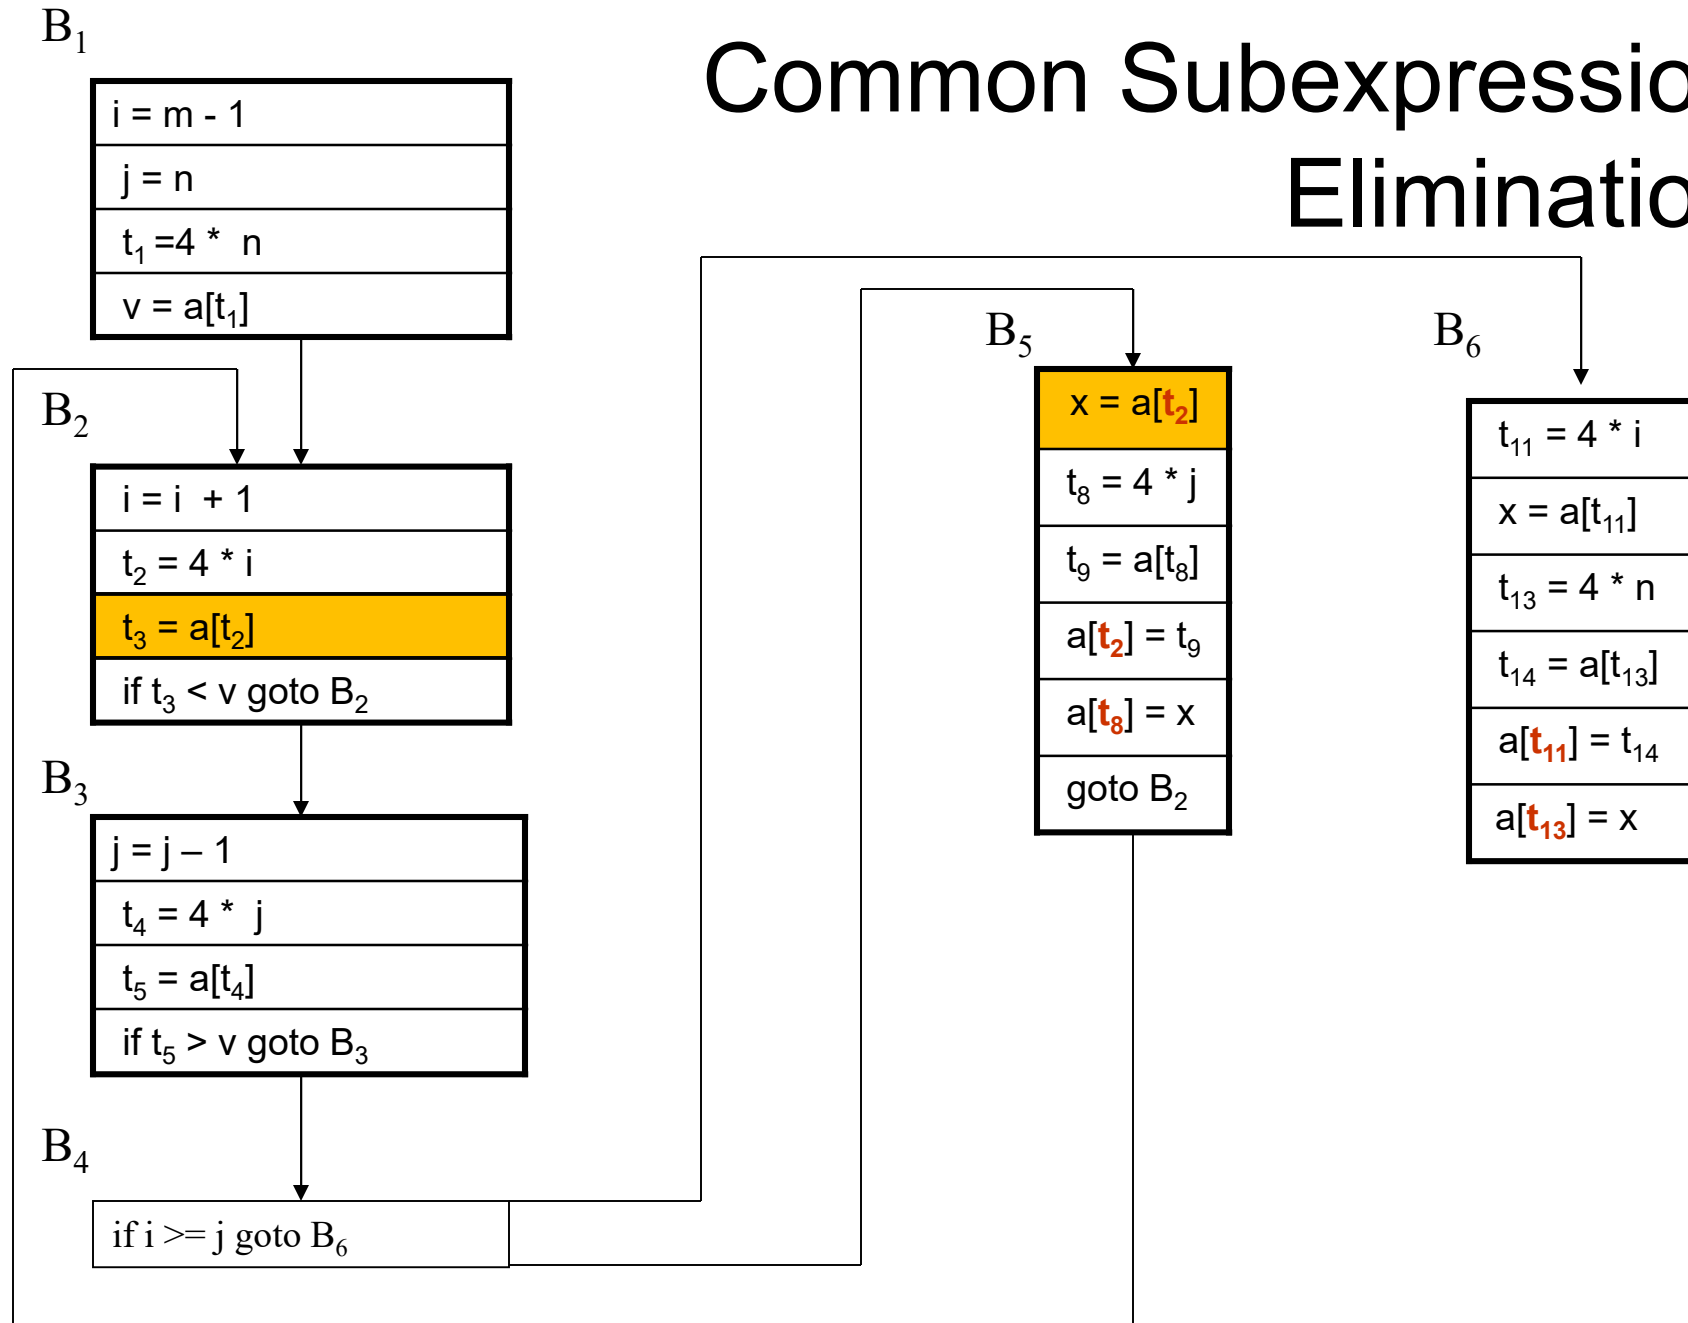 Common Subexpressio
Eliminatio
B₁
i = m - 1
j = n
t₁ =4 * n
v = a[t₁]
B₂
i = i + 1
t₂ = 4 * i
t₃ = a[t₂]
if t₃ < v goto B₂
B₃
j = j – 1
t₄ = 4 * j
t₅ = a[t₄]
if t₅ > v goto B₃
B₄
if i >= j goto B₆
B₅
x = a[t₂]
t₈ = 4 * j
t₉ = a[t₈]
a[t₂] = t₉
a[t₈] = x
goto B₂
B₆
t₁₁ = 4 * i
x = a[t₁₁]
t₁₃ = 4 * n
t₁₄ = a[t₁₃]
a[t₁₁] = t₁₄
a[t₁₃] = x